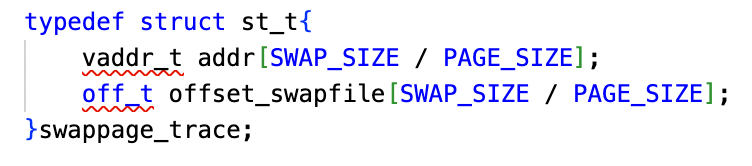 typedef struct st_t{
    vaddr_t addr[SWAP_SIZE / PAGE_SIZE];
    off_t offset_swapfile[SWAP_SIZE / PAGE_SIZE];
}swappage_trace;